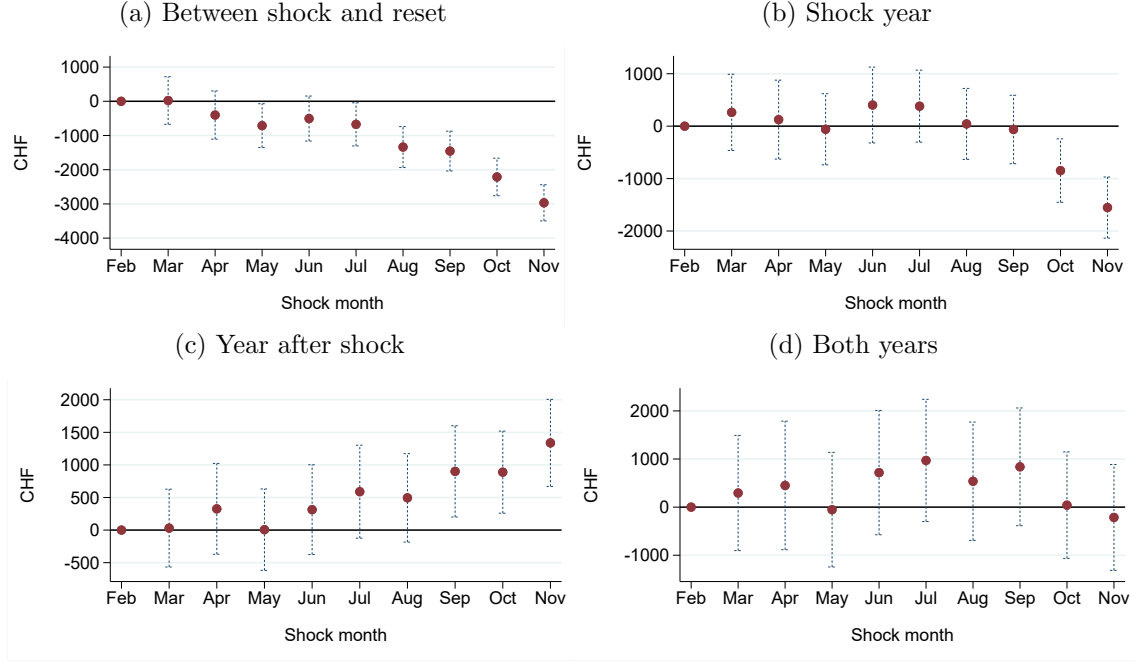 (a) Between shock and reset
CHF
1000
0
-1000
-2000
-3000
-4000
Feb Mar Apr May Jun Jul Aug Sep Oct Nov
Shock month
(b) Shock year
CHF
1000
0
-1000
-2000
Feb Mar Apr May Jun Jul Aug Sep Oct Nov
Shock month
(c) Year after shock
CHF
2000
1500
1000
500
0
-500
Feb Mar Apr May Jun Jul Aug Sep Oct Nov
Shock month
(d) Both years
CHF
2000
1000
0
-1000
Feb Mar Apr May Jun Jul Aug Sep Oct Nov
Shock month